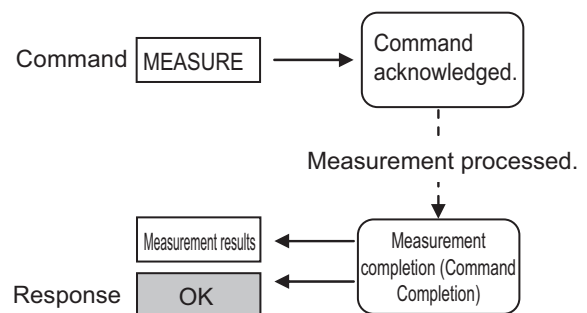 Command
MEASURE
Command
acknowledged.
Measurement processed.
Measurement results
Measurement
completion (Command
Completion)
Response
OK